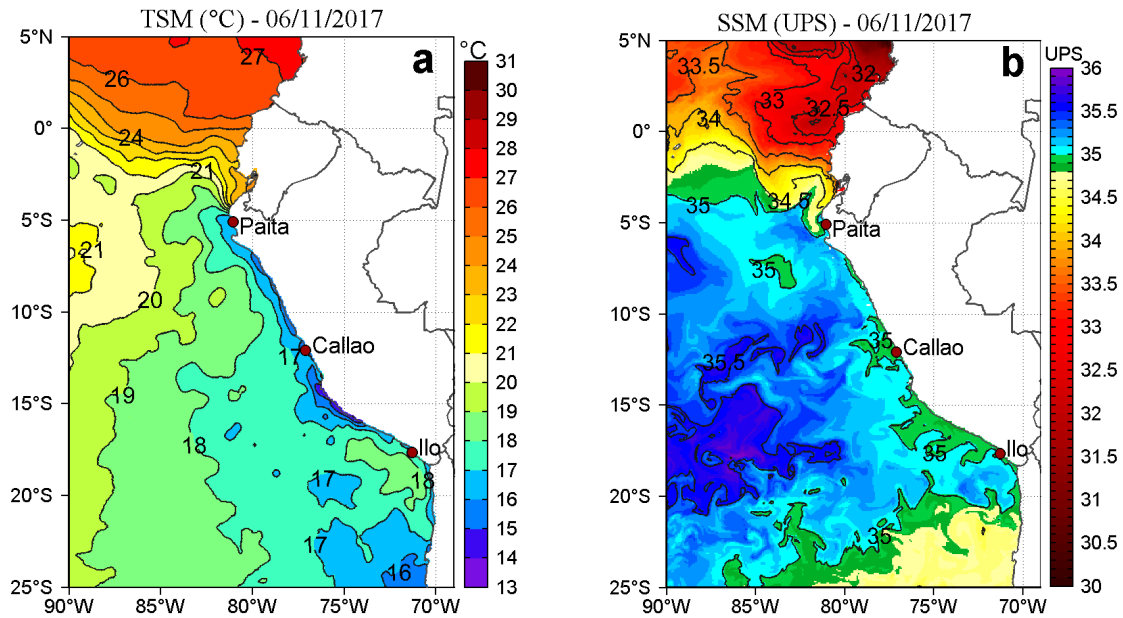 TSM (°C) - 06/11/2017
5°N
0°
5°S
10°S
15°S
20°S
25°S
90°W
85°W
80°W
75°W
70°W
a
27
26
24
21
21
20
19
18
17
18
17
17
16
Paita
Callao
Ilo
°C
31
30
29
28
27
26
25
24
23
22
21
20
19
18
17
16
15
14
13
SSM (UPS) - 06/11/2017
5°N
0°
5°S
10°S
15°S
20°S
25°S
90°W
85°W
80°W
75°W
70°W
b
33.5
32
33
32.5
34
34.5
35
35
35
35.5
35
35
Paita
Callao
Ilo
UPS
36
35.5
35
34.5
34
33.5
33
32.5
32
31.5
31
30.5
30